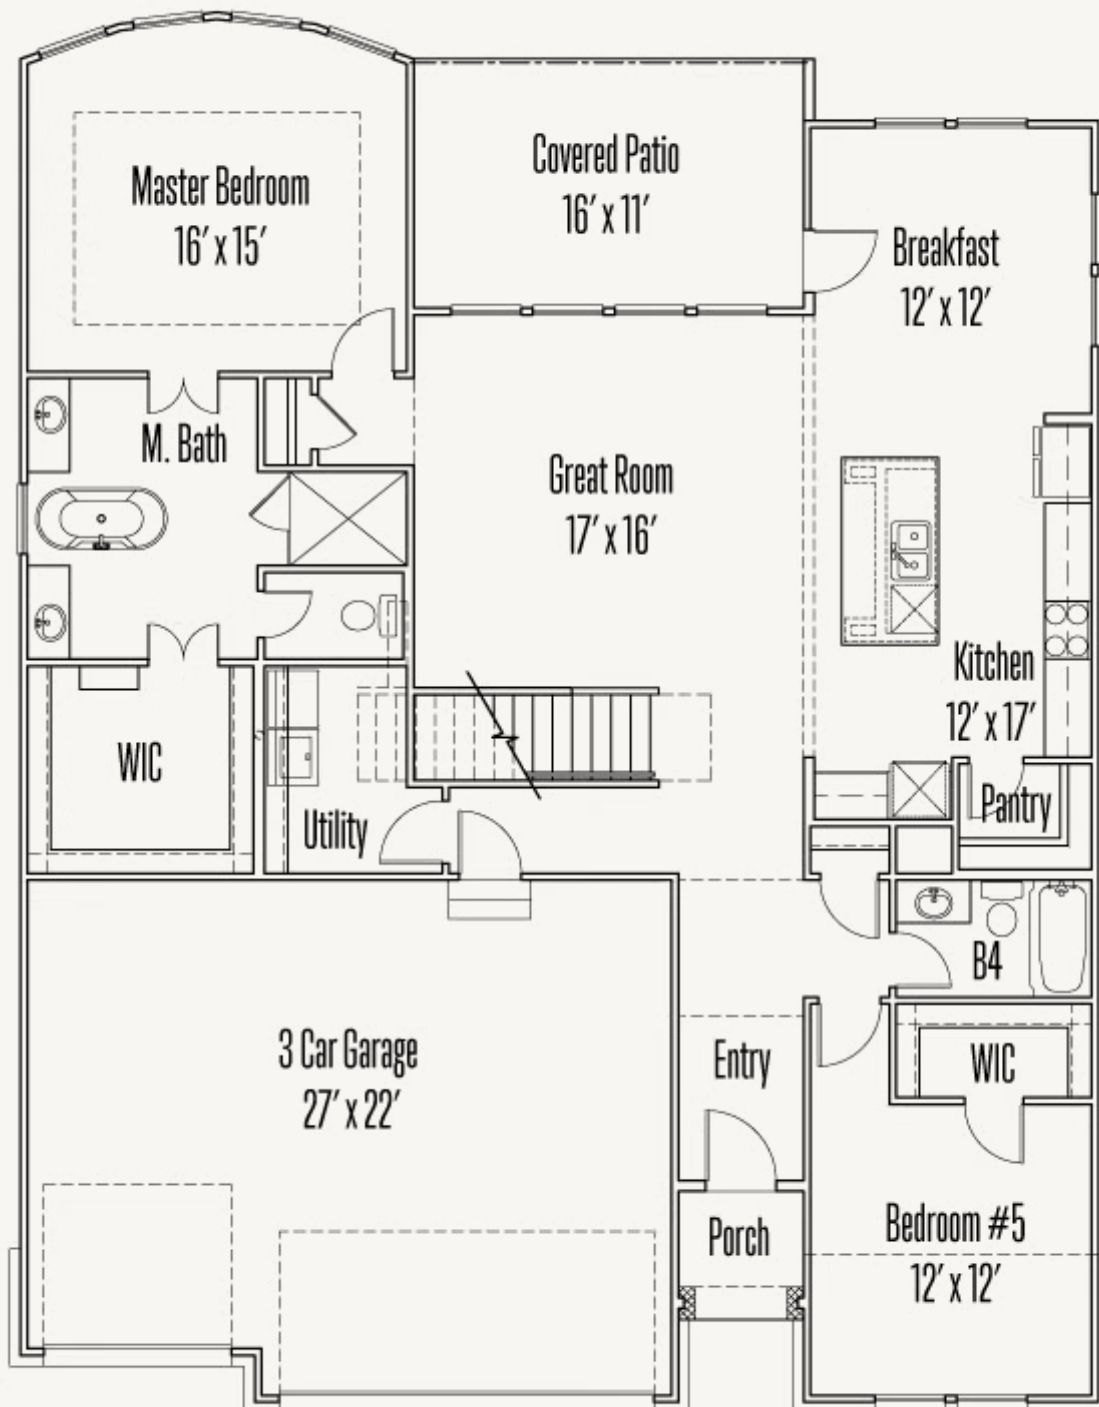 Master Bedroom
16′ x 15′
Covered Patio
16′ x 11′
Breakfast
12′ x 12′
M. Bath
Great Room
17′ x 16′
Kitchen
12′ x 17′
WIC
Utility
Pantry
B4
3 Car Garage
27′ x 22′
Entry
WIC
Porch
Bedroom #5
12′ x 12′